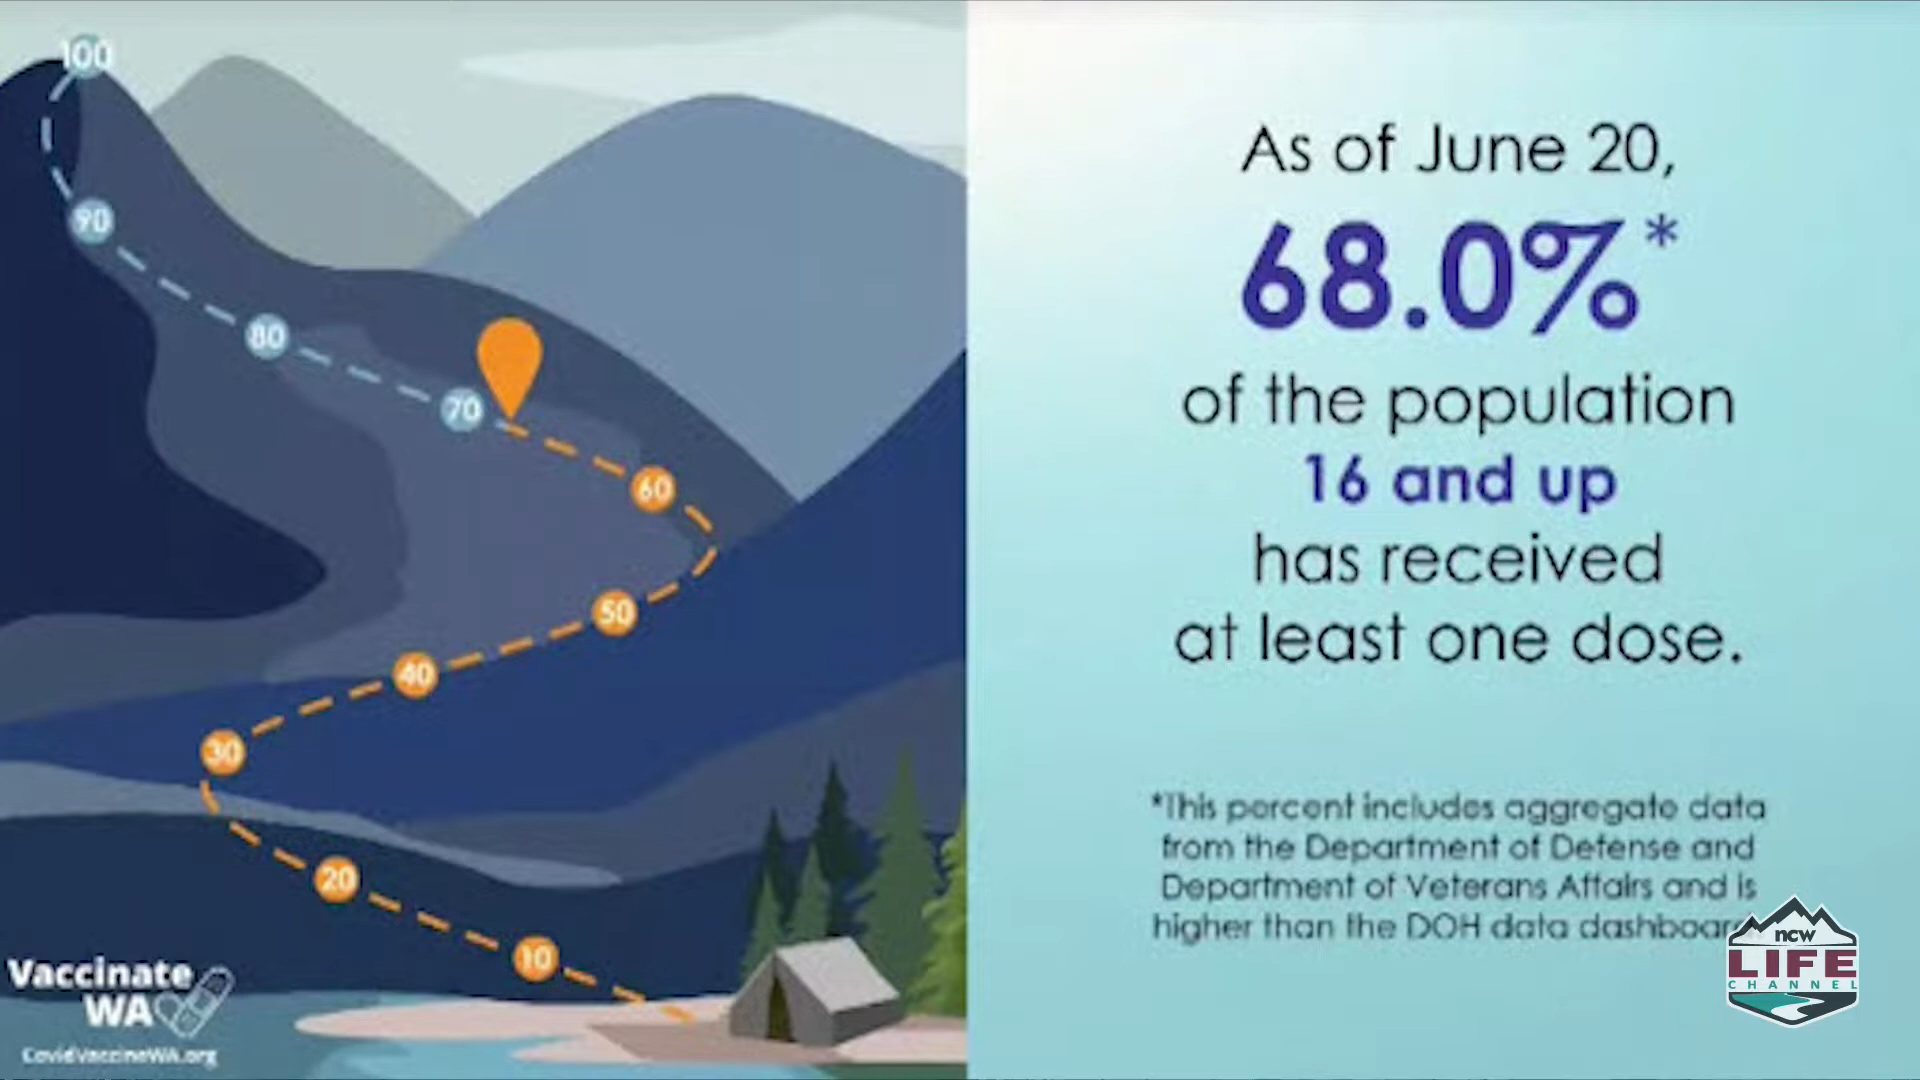 100
90
80
70
60
50
40
30
20
10
Vaccinate
WA
CovidVaccineWA.org
As of June 20,
68.0%*
of the population
16 and up
has received
at least one dose.
*This percent includes aggregate data
from the Department of Defense and
Department of Veterans Affairs and is
higher than the DOH data
ncw
LIFE
CHANNEL